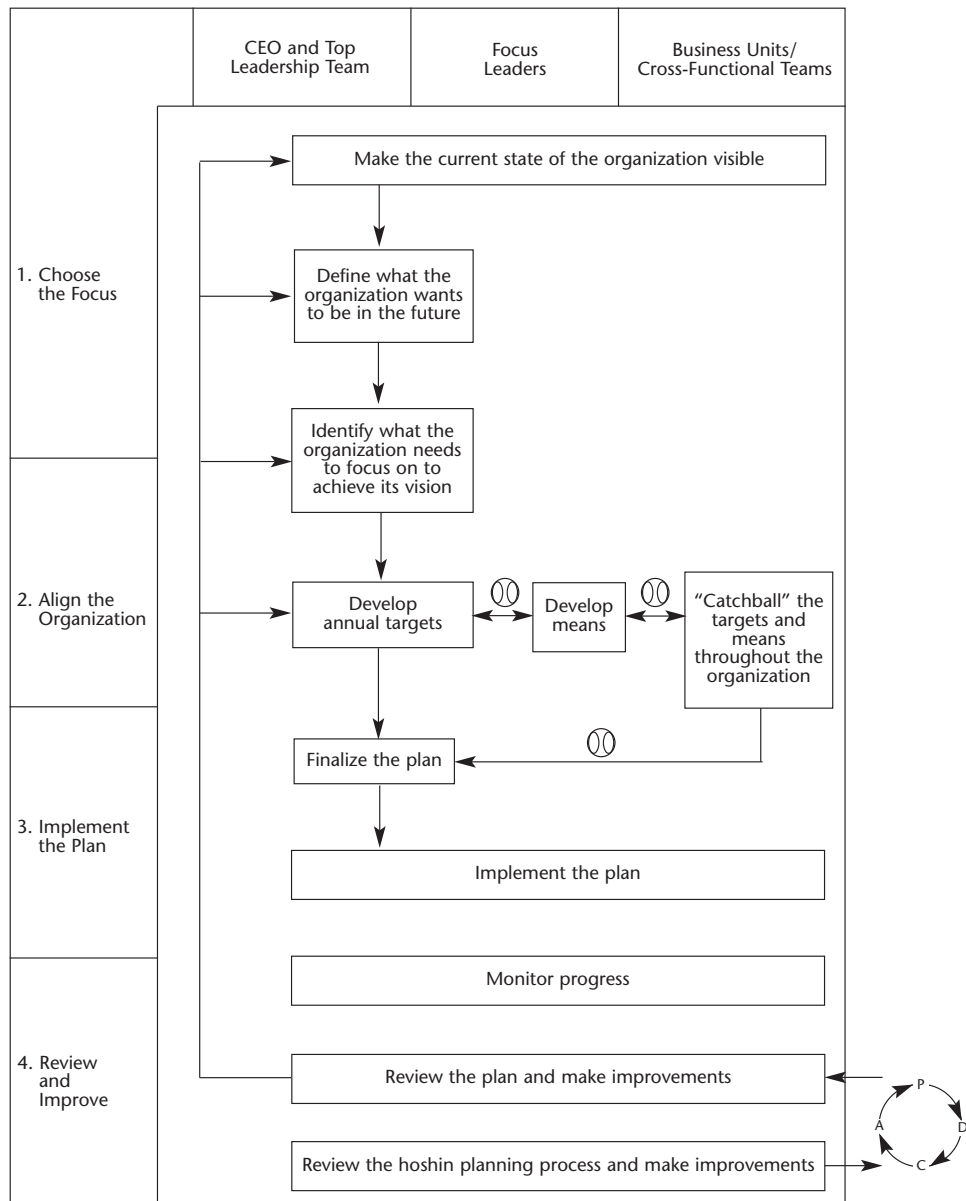 CEO and Top
Leadership Team
Focus
Leaders
Business Units/
Cross-Functional Teams
1. Choose
the Focus
Make the current state of the organization visible
Define what the
organization wants
to be in the future
Identify what the
organization needs
to focus on to
achieve its vision
2. Align the
Organization
Develop
annual targets
Develop
means
“Catchball” the
targets and
means
throughout the
organization
Finalize the plan
3. Implement
the Plan
Implement the plan
4. Review
and
Improve
Monitor progress
Review the plan and make improvements
Review the hoshin planning process and make improvements
P
D
C
A